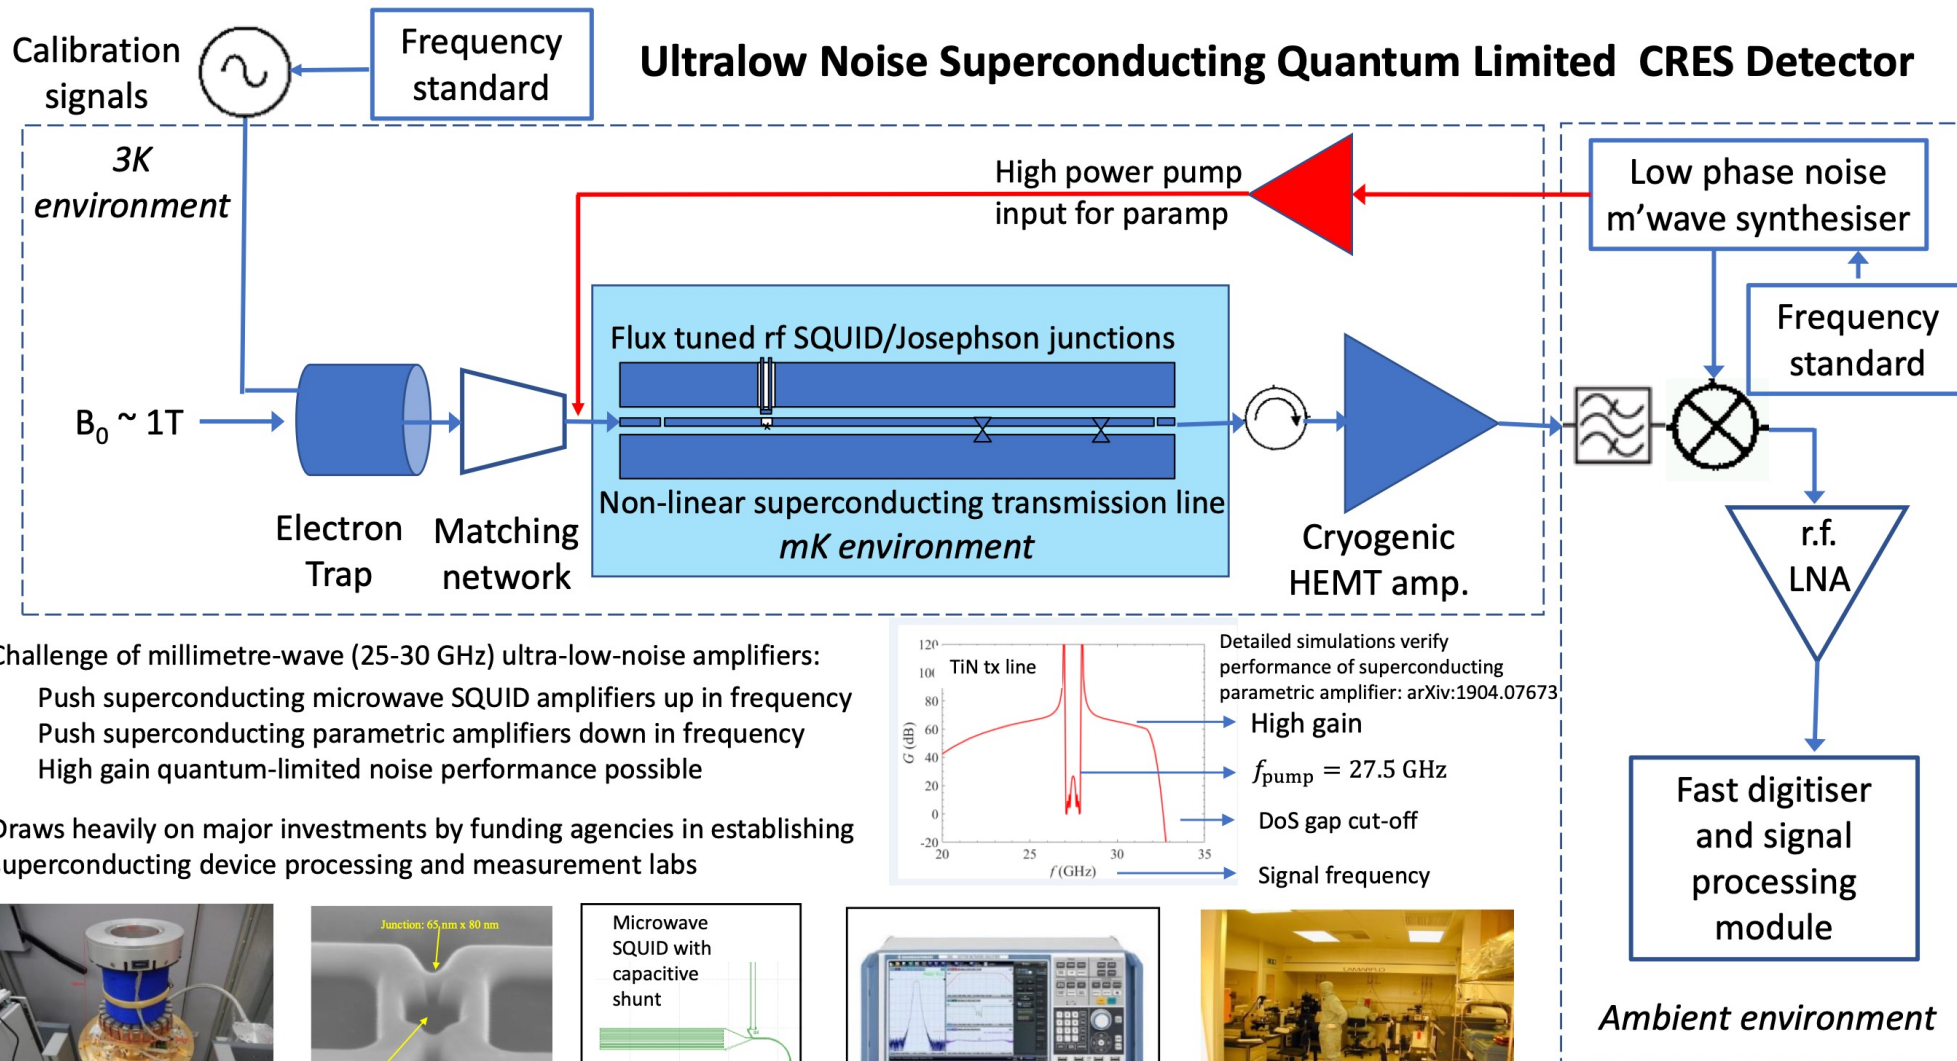 Ultralow Noise Superconducting Quantum Limited CRES Detector
Calibration
signals
Frequency
standard
3K
environment
High power pump
input for paramp
Low phase noise
m’wave synthesiser
Frequency
standard
Flux tuned rf SQUID/Josephson junctions
B₀ ~ 1T
Non-linear superconducting transmission line
mK environment
Electron
Trap
Matching
network
Cryogenic
HEMT amp.
r.f.
LNA
Challenge of millimetre-wave (25-30 GHz) ultra-low-noise amplifiers:
Push superconducting microwave SQUID amplifiers up in frequency
Push superconducting parametric amplifiers down in frequency
High gain quantum-limited noise performance possible
Draws heavily on major investments by funding agencies in establishing
superconducting device processing and measurement labs
TiN tx line
120
100
80
60
40
20
0
-20
G (dB)
20
25
30
35
f (GHz)
Detailed simulations verify
performance of superconducting
parametric amplifier: arXiv:1904.07673
High gain
fpump = 27.5 GHz
DoS gap cut-off
Signal frequency
Fast digitiser
and signal
processing
module
Ambient environment
Junction: 65 nm x 80 nm
Microwave
SQUID with
capacitive
shunt